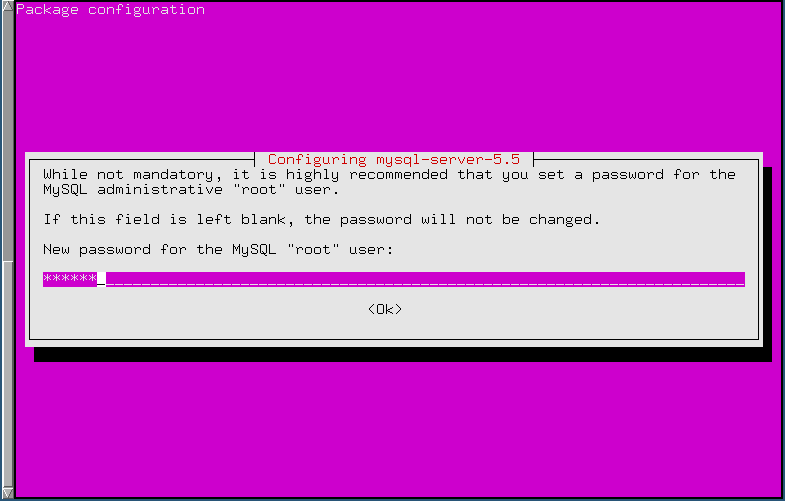 Package configuration
Configuring mysql-server-5.5
While not mandatory, it is highly recommended that you set a password for the
MySQL administrative "root" user.
If this field is left blank, the password will not be changed.
New password for the MySQL "root" user:
******_______________________________________________________________________
<Ok>